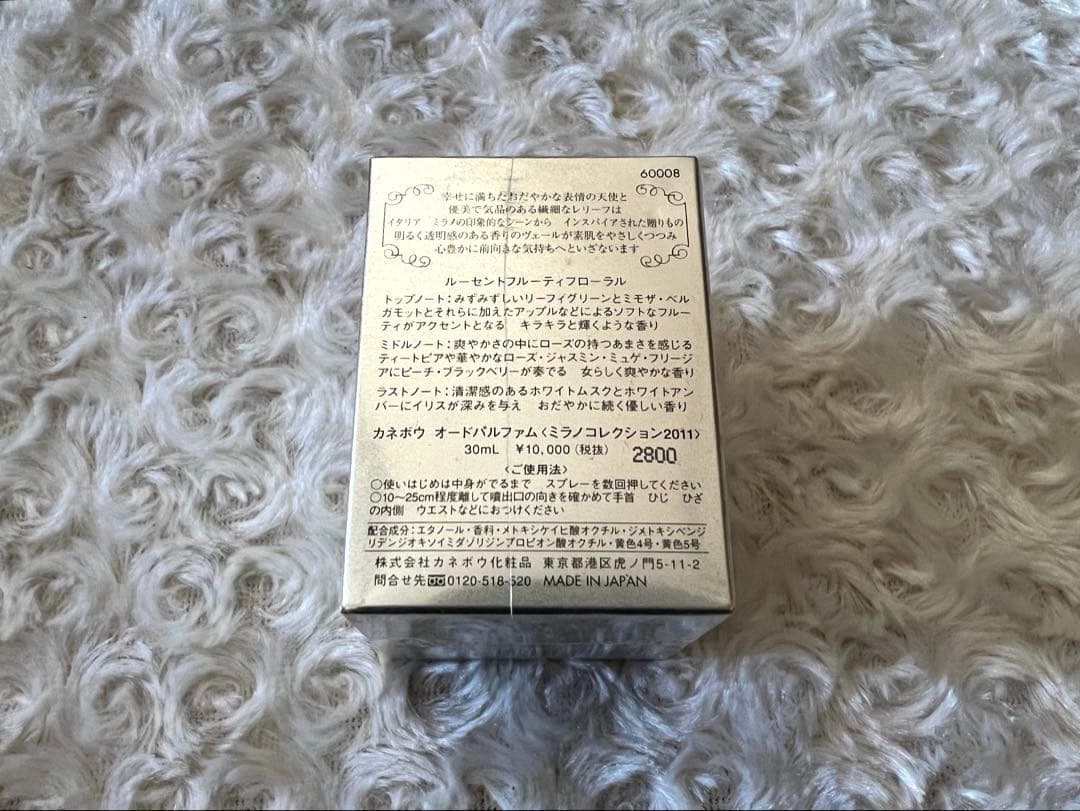 60008
幸せに満ちたおだやかな表情の天使と
優美で気品のある繊細なレリーフは
イタリア　ミラノの印象的なシーンから　インスパイアされた贈りもの
明るく透明感のある香りのヴェールが素肌をやさしくつつみ
心豊かに前向きな気持ちへといざないます
ルーセントフルーティフローラル
トップノート：みずみずしいリーフィグリーンとミモザ・ベル
ガモットとそれらに加えたアップルなどによるソフトなフルー
ティがアクセントとなる　キラキラと輝くような香り
ミドルノート：爽やかさの中にローズの持つあまさを感じる
ティートピアや華やかなローズ・ジャスミン・ミュゲ・フリージ
アにピーチ・ブラックベリーが奏でる　女らしく爽やかな香り
ラストノート：清潔感のあるホワイトムスクとホワイトアン
バーにイリスが深みを与え　おだやかに続く優しい香り
カネボウ　オードパルファム〈ミラノコレクション2011〉
30mL　¥10,000（税抜）　2800
〈ご使用法〉
○使いはじめは中身がでるまで　スプレーを数回押してください
○10〜25cm程度離して噴出口の向きを確かめて手首　ひじ　ひざ
の内側　ウエストなどにおつけください
配合成分：エタノール・香料・メトキシケイヒ酸オクチル・ジメトキシベンジ
リデンジオキソイミダゾリジンプロピオン酸オクチル・黄色4号・黄色5号
株式会社カネボウ化粧品　東京都港区虎ノ門5-11-2
問合せ先 0120-518-520　MADE IN JAPAN